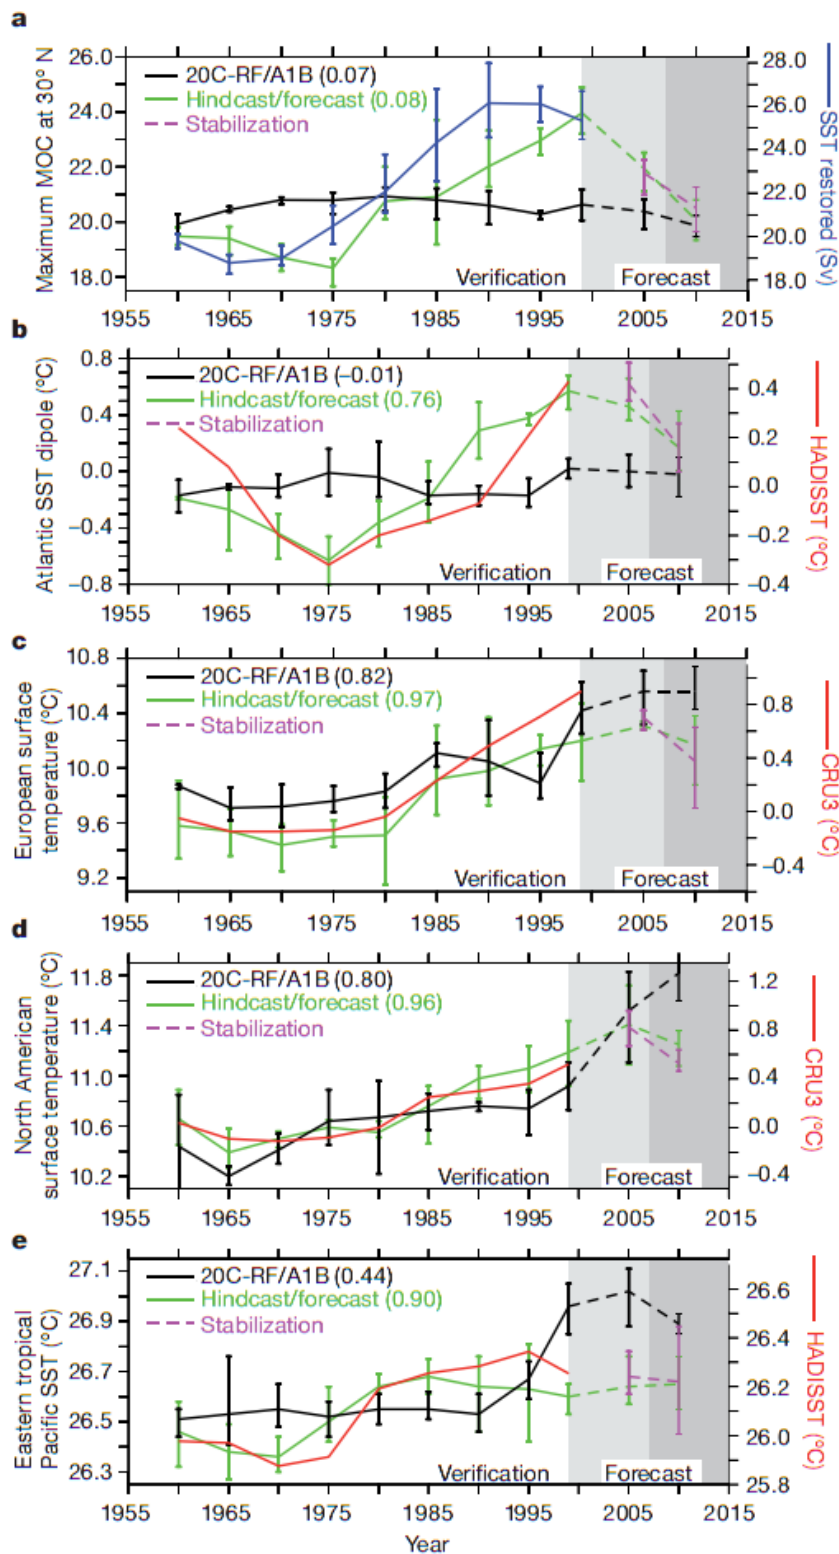 a
26.0
24.0
22.0
20.0
18.0
Maximum MOC at 30° N
20C-RF/A1B (0.07)
Hindcast/forecast (0.08)
Stabilization
Verification
Forecast
28.0
26.0
24.0
22.0
20.0
18.0
SST restored (Sv)
1955 1965 1975 1985 1995 2005 2015
b
0.8
0.4
0.0
–0.4
–0.8
Atlantic SST dipole (°C)
20C-RF/A1B (–0.01)
Hindcast/forecast (0.76)
Stabilization
Verification
Forecast
0.4
0.2
0.0
–0.2
–0.4
HADISST (°C)
1955 1965 1975 1985 1995 2005 2015
c
10.8
10.4
10.0
9.6
9.2
European surface
temperature (°C)
20C-RF/A1B (0.82)
Hindcast/forecast (0.97)
Stabilization
Verification
Forecast
0.8
0.4
0.0
–0.4
CRU3 (°C)
1955 1965 1975 1985 1995 2005 2015
d
11.8
11.4
11.0
10.6
10.2
North American
surface temperature (°C)
20C-RF/A1B (0.80)
Hindcast/forecast (0.96)
Stabilization
Verification
Forecast
1.2
0.8
0.4
0.0
–0.4
CRU3 (°C)
1955 1965 1975 1985 1995 2005 2015
e
27.1
26.9
26.7
26.5
26.3
Eastern tropical
Pacific SST (°C)
20C-RF/A1B (0.44)
Hindcast/forecast (0.90)
Stabilization
Verification
Forecast
26.6
26.4
26.2
26.0
25.8
HADISST (°C)
1955 1965 1975 1985 1995 2005 2015
Year